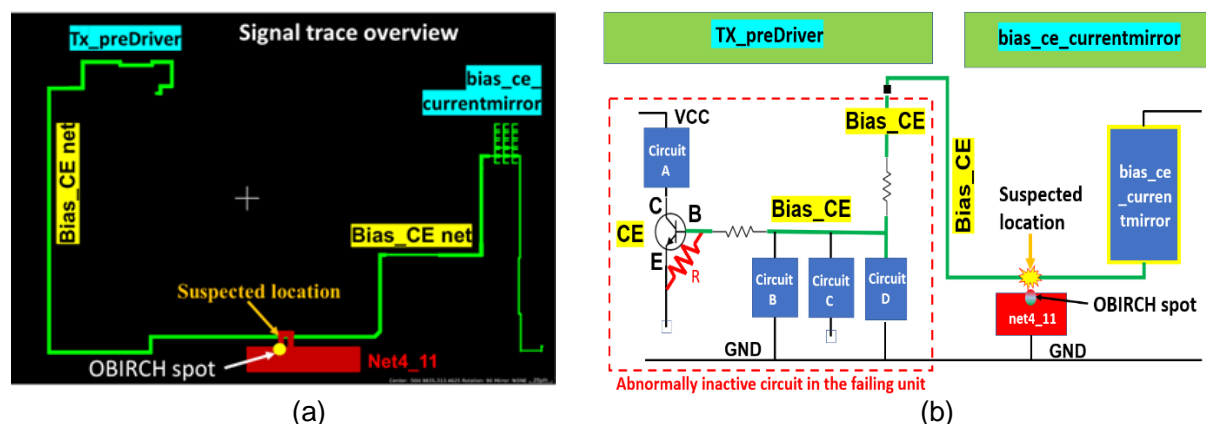 Signal trace overview
Tx_preDriver
bias_ce_
currentmirror
Bias_CE net
Bias_CE net
Suspected location
OBIRCH spot
Net4_11
(a)
TX_preDriver
bias_ce_currentmirror
VCC
Circuit
A
Bias_CE
C
B
CE
E
R
Bias_CE
Circuit
B
Circuit
C
Circuit
D
GND
Abnormally inactive circuit in the failing unit
Bias_CE
Suspected
location
bias_ce
_curren
tmirror
OBIRCH spot
net4_11
GND
(b)